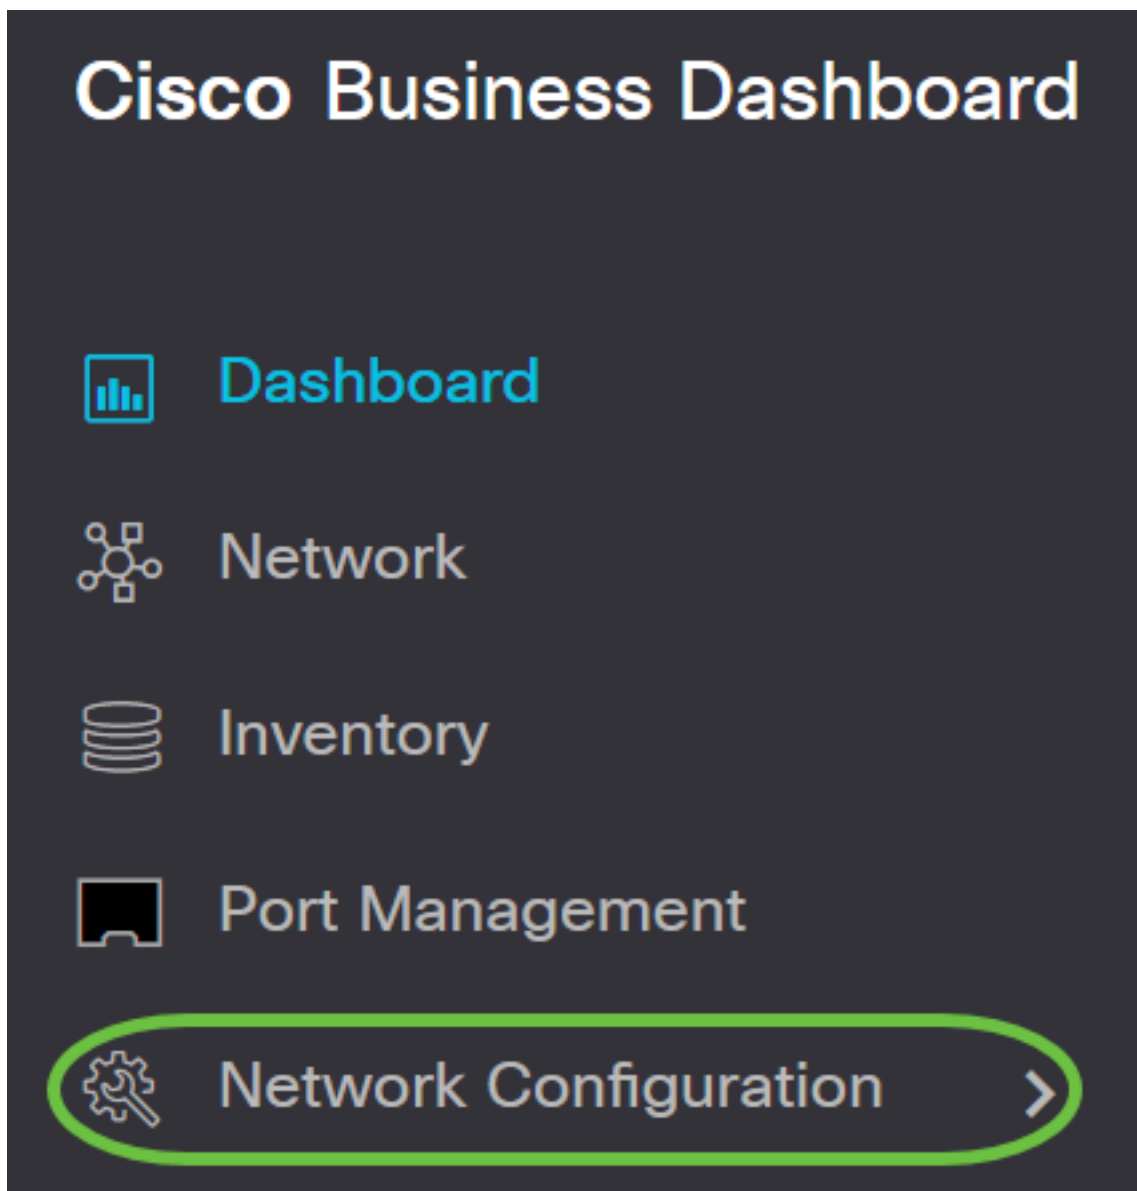 Cisco Business Dashboard
Dashboard
Network
Inventory
Port Management
Network Configuration